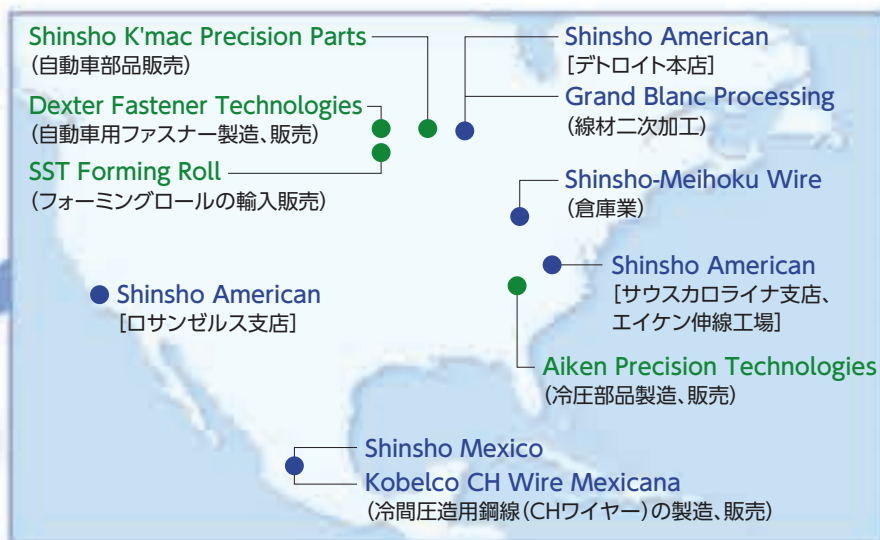 Shinsho K'mac Precision Parts
(自動車部品販売)
Dexter Fastener Technologies
(自動車用ファスナー製造、販売)
SST Forming Roll
(フォーミングロールの輸入販売)
Shinsho American
[デトロイト本店]
Grand Blanc Processing
(線材二次加工)
Shinsho-Meihoku Wire
(倉庫業)
Shinsho American
[サウスカロライナ支店、
エイケン伸線工場]
Shinsho American
[ロサンゼルス支店]
Aiken Precision Technologies
(冷圧部品製造、販売)
Shinsho Mexico
Kobelco CH Wire Mexicana
(冷間圧造用鋼線(CHワイヤー)の製造、販売)